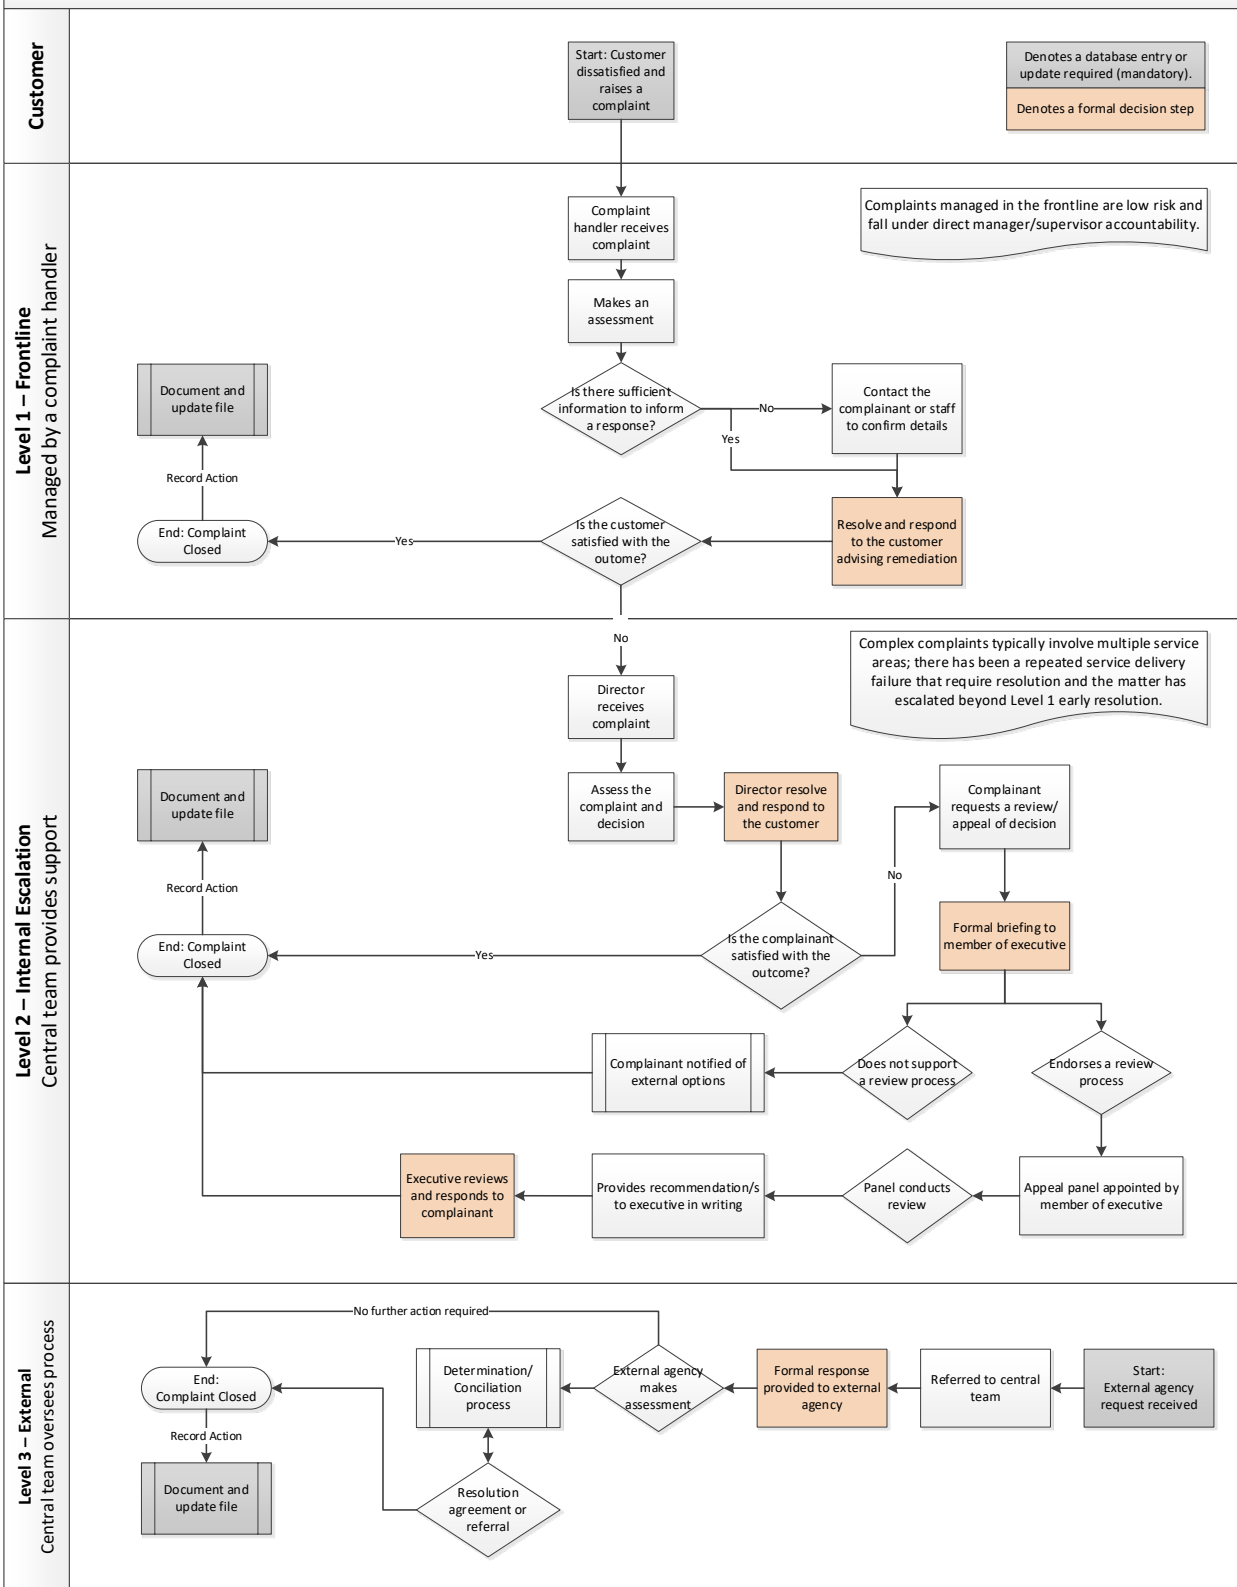 Customer
Start: Customer
dissatisfied and
raises a
complaint
Denotes a database entry or
update required (mandatory).
Denotes a formal decision step
Level 1 – Frontline
Managed by a complaint handler
Complaint
handler receives
complaint
Complaints managed in the frontline are low risk and
fall under direct manager/supervisor accountability.
Makes an
assessment
Is there sufficient
information to inform
a response?
No
Yes
Contact the
complainant or staff
to confirm details
Document and
update file
Record Action
End: Complaint
Closed
Yes
Is the customer
satisfied with the
outome?
Resolve and respond
to the customer
advising remediation
No
Level 2 – Internal Escalation
Central team provides support
Complex complaints typically involve multiple service
areas; there has been a repeated service delivery
failure that require resolution and the matter has
escalated beyond Level 1 early resolution.
Director
receives
complaint
Assess the
complaint and
decision
Director resolve
and respond to
the customer
Complainant
requests a review/
appeal of decision
Document and
update file
Record Action
No
End: Complaint
Closed
Yes
Is the complainant
satisfied with the
outcome?
Formal briefing to
member of executive
Complainant notified of
external options
Does not support
a review process
Endorses a review
process
Executive reviews
and responds to
complainant
Provides recommendation/s
to executive in writing
Panel conducts
review
Appeal panel appointed by
member of executive
Level 3 – External
Central team oversees process
No further action required
End:
Complaint Closed
Determination/
Conciliation
process
External agency
makes
assessment
Formal response
provided to external
agency
Referred to central
team
Start:
External agency
request received
Record Action
Document and
update file
Resolution
agreement or
referral